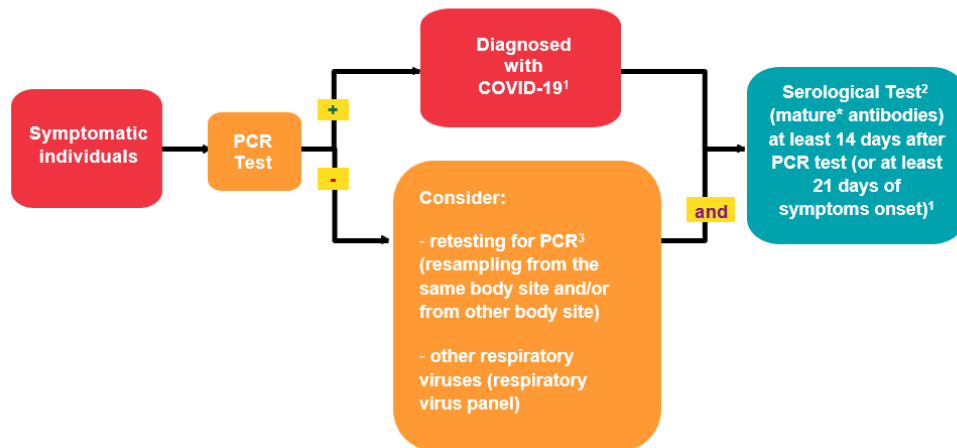 Symptomatic
individuals
PCR
Test
+
-
Diagnosed
with
COVID-19¹
Consider:
- retesting for PCR³
(resampling from the
same body site and/or
from other body site)
- other respiratory
viruses (respiratory
virus panel)
and
Serological Test²
(mature* antibodies)
at least 14 days after
PCR test (or at least
21 days of
symptoms onset)¹